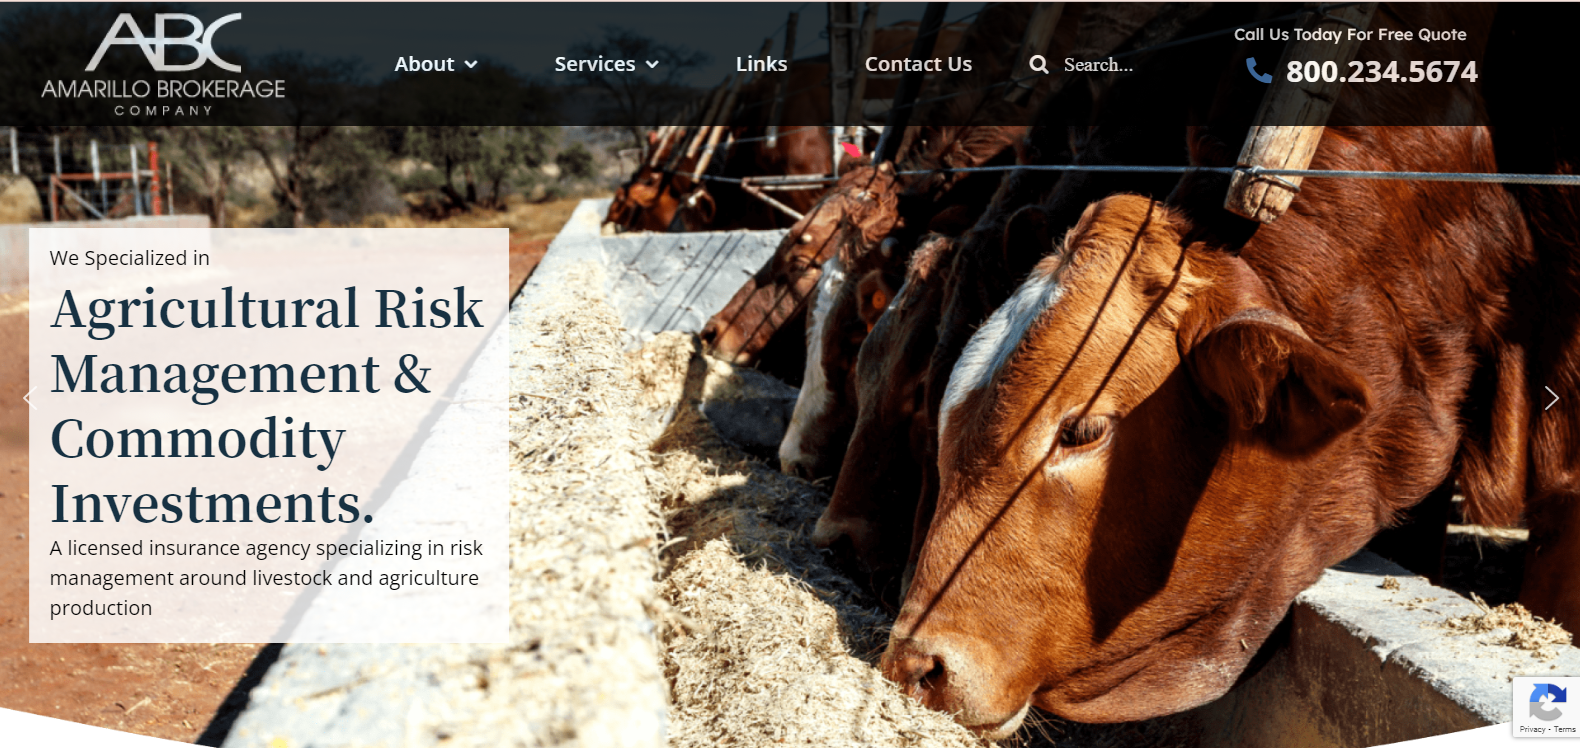 ABC
AMARILLO BROKERAGE
COMPANY
About
Services
Links
Contact Us
Search...
Call Us Today For Free Quote
800.234.5674
We Specialized in
Agricultural Risk
Management &
Commodity
Investments.
A licensed insurance agency specializing in risk
management around livestock and agriculture
production
Privacy - Terms